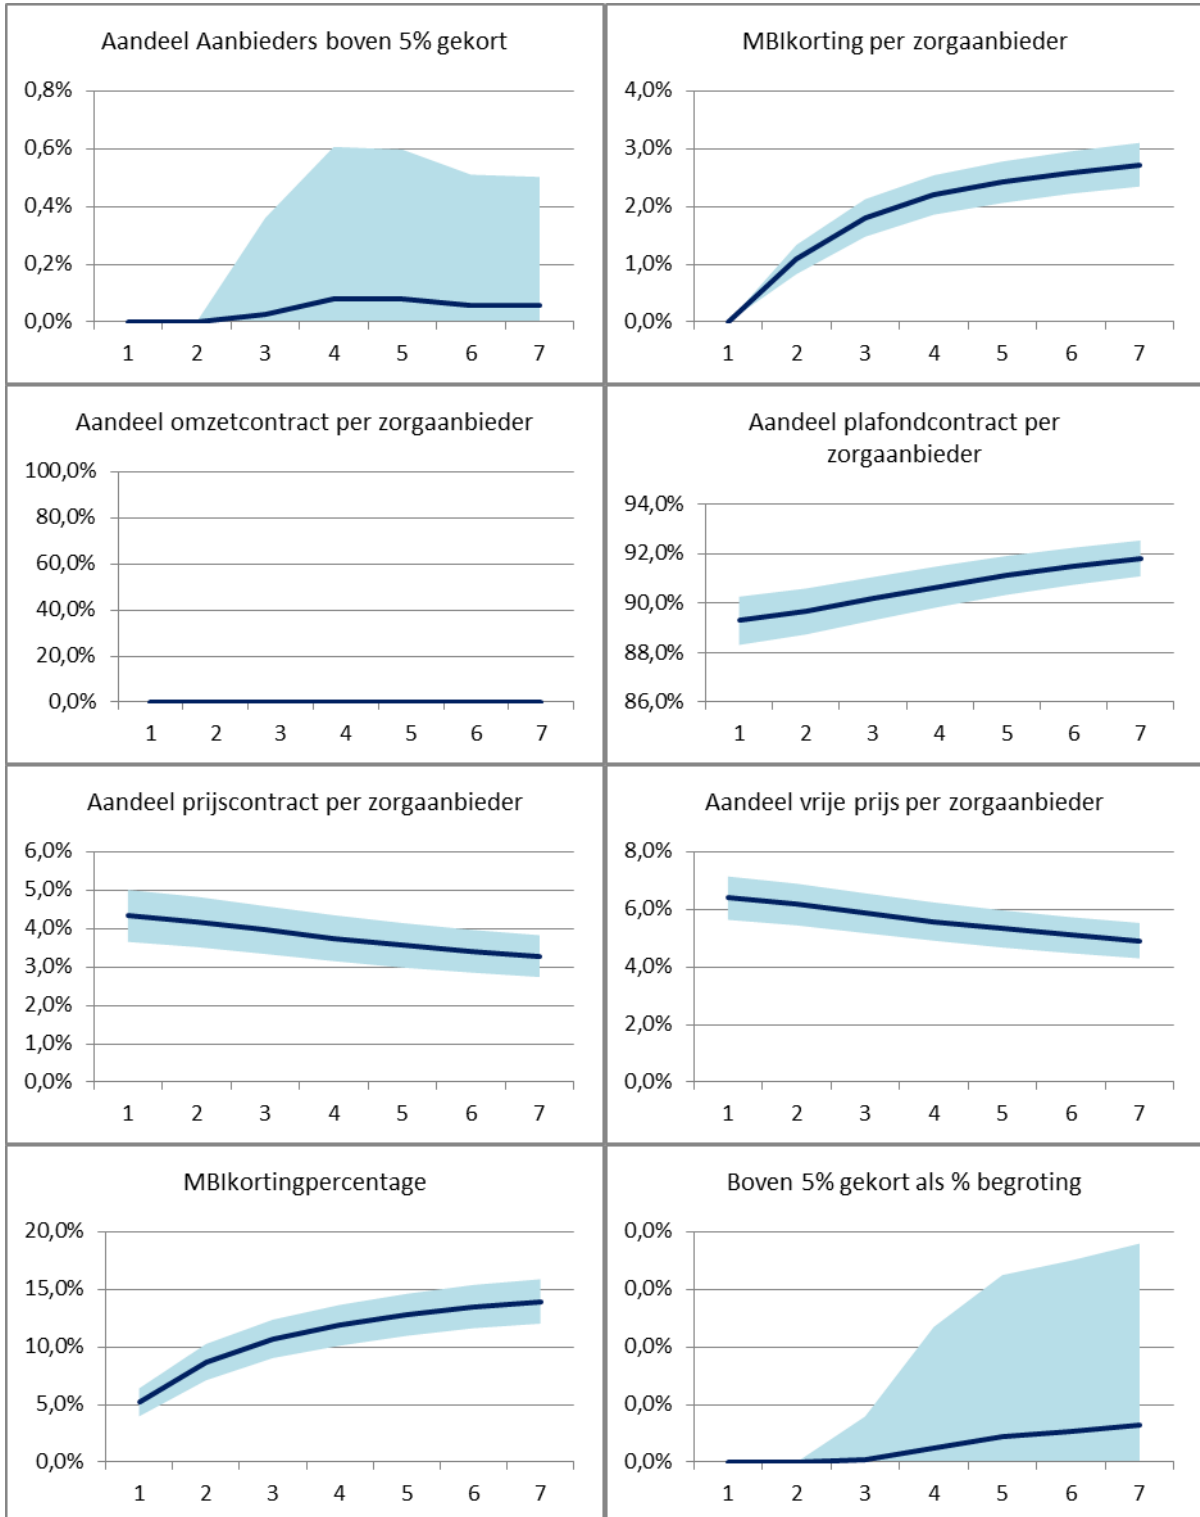 Aandeel Aanbieders boven 5% gekort
0,8%
0,6%
0,4%
0,2%
0,0%
1 2 3 4 5 6 7
MBIkorting per zorgaanbieder
4,0%
3,0%
2,0%
1,0%
0,0%
1 2 3 4 5 6 7
Aandeel omzetcontract per zorgaanbieder
100,0%
80,0%
60,0%
40,0%
20,0%
0,0%
1 2 3 4 5 6 7
Aandeel plafondcontract per
zorgaanbieder
94,0%
92,0%
90,0%
88,0%
86,0%
1 2 3 4 5 6 7
Aandeel prijscontract per zorgaanbieder
6,0%
5,0%
4,0%
3,0%
2,0%
1,0%
0,0%
1 2 3 4 5 6 7
Aandeel vrije prijs per zorgaanbieder
8,0%
6,0%
4,0%
2,0%
0,0%
1 2 3 4 5 6 7
MBIkortingpercentage
20,0%
15,0%
10,0%
5,0%
0,0%
1 2 3 4 5 6 7
Boven 5% gekort als % begroting
0,0%
0,0%
0,0%
0,0%
0,0%
1 2 3 4 5 6 7